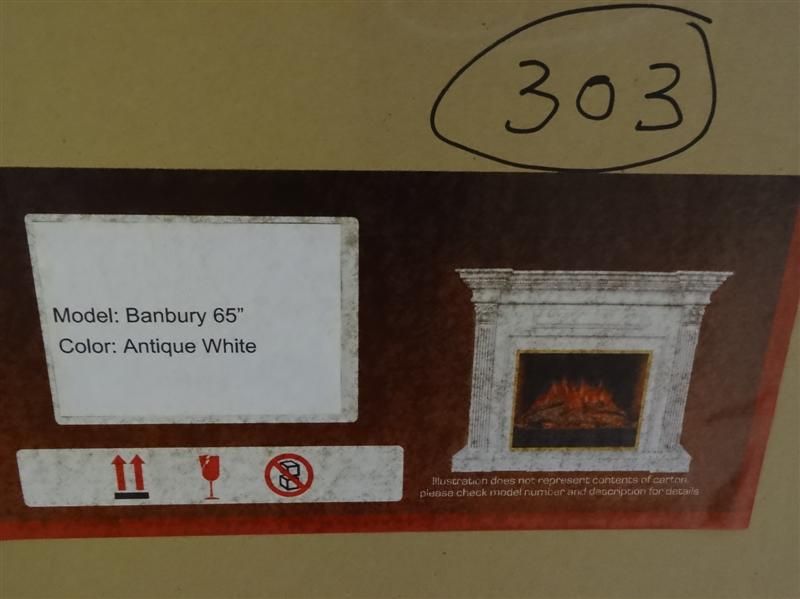 303
Model: Banbury 65”
Color: Antique White
Illustration does not represent contents of carton.
please check model number and description for details